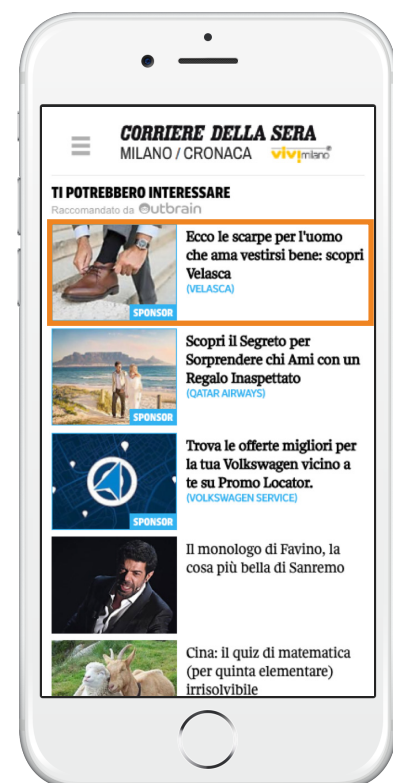 CORRIERE DELLA SERA
MILANO / CRONACA vivimilano®
TI POTREBBERO INTERESSARE
Raccomandato da Outbrain
Ecco le scarpe per l'uomo
che ama vestirsi bene: scopri
Velasca
(VELASCA)
SPONSOR
Scopri il Segreto per
Sorprendere chi Ami con un
Regalo Inaspettato
(QATAR AIRWAYS)
SPONSOR
Trova le offerte migliori per
la tua Volkswagen vicino a
te su Promo Locator.
(VOLKSWAGEN SERVICE)
SPONSOR
Il monologo di Favino, la
cosa più bella di Sanremo
Cina: il quiz di matematica
(per quinta elementare)
irrisolvibile